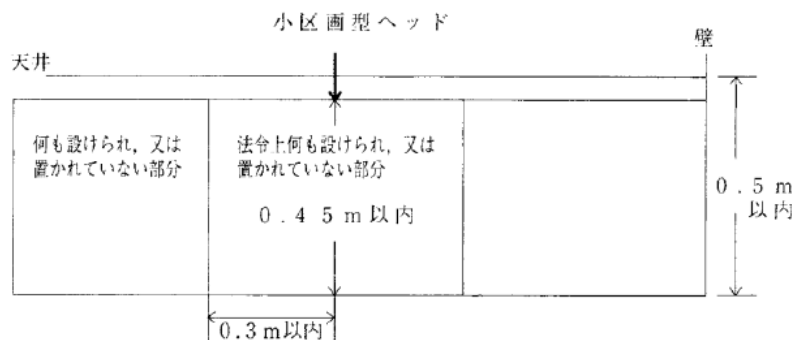 小区画型ヘッド
壁
天井
何も設けられ，又は
置かれていない部分
法令上何も設けられ，又は
置かれていない部分
0．45m以内
0．5m
以内
0.3m以内